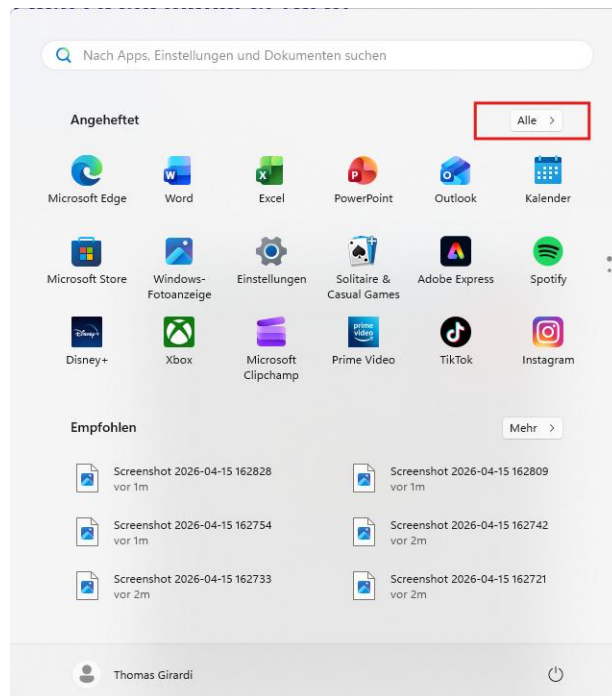 Nach Apps, Einstellungen und Dokumenten suchen
Angeheftet
Alle >
Microsoft Edge
Word
Excel
PowerPoint
Outlook
Kalender
Microsoft Store
Windows-
Fotoanzeige
Einstellungen
Solitaire &
Casual Games
Adobe Express
Spotify
Disney+
Xbox
Microsoft
Clipchamp
prime
video
Prime Video
TikTok
Instagram
Empfohlen
Mehr >
Screenshot 2026-04-15 162828
vor 1m
Screenshot 2026-04-15 162809
vor 1m
Screenshot 2026-04-15 162754
vor 1m
Screenshot 2026-04-15 162742
vor 2m
Screenshot 2026-04-15 162733
vor 2m
Screenshot 2026-04-15 162721
vor 2m
Thomas Girardi